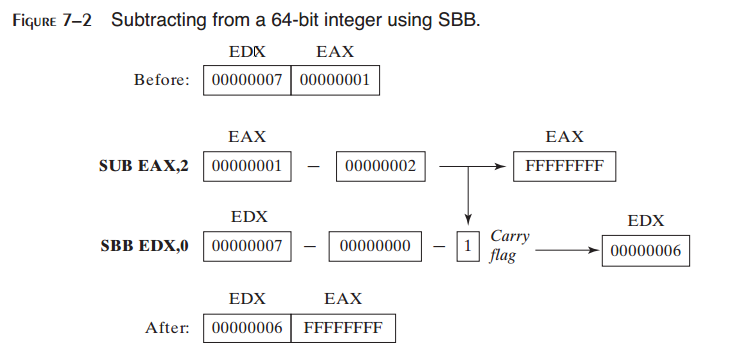 FIGURE 7–2 Subtracting from a 64-bit integer using SBB.
EDX EAX
Before: 00000007 00000001
EAX EAX
SUB EAX,2 00000001 – 00000002 FFFFFFFF
EDX EDX
SBB EDX,0 00000007 – 00000000 – 1 Carry flag 00000006
EDX EAX
After: 00000006 FFFFFFFF